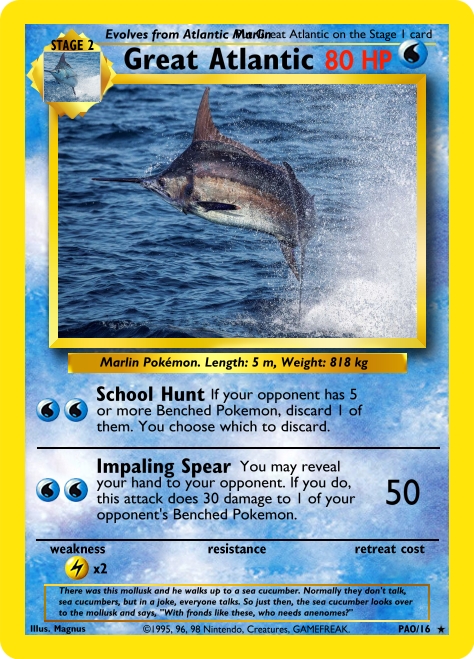 Evolves from Atlantic Marlin Put Great Atlantic on the Stage 1 card
STAGE 2
Great Atlantic 80 HP
Marlin Pokémon. Length: 5 m, Weight: 818 kg
School Hunt If your opponent has 5
or more Benched Pokemon, discard 1 of
them. You choose which to discard.
Impaling Spear You may reveal
your hand to your opponent. If you do,
this attack does 30 damage to 1 of your
opponent's Benched Pokemon.
50
weakness resistance retreat cost
x2
There was this mollusk and he walks up to a sea cucumber. Normally they don't talk,
sea cucumbers, but in a joke, everyone talks. So just then, the sea cucumber looks over
to the mollusk and says, "With fronds like these, who needs anenomes?"
Illus. Magnus ©1995, 96, 98 Nintendo, Creatures, GAMEFREAK. PAO/16